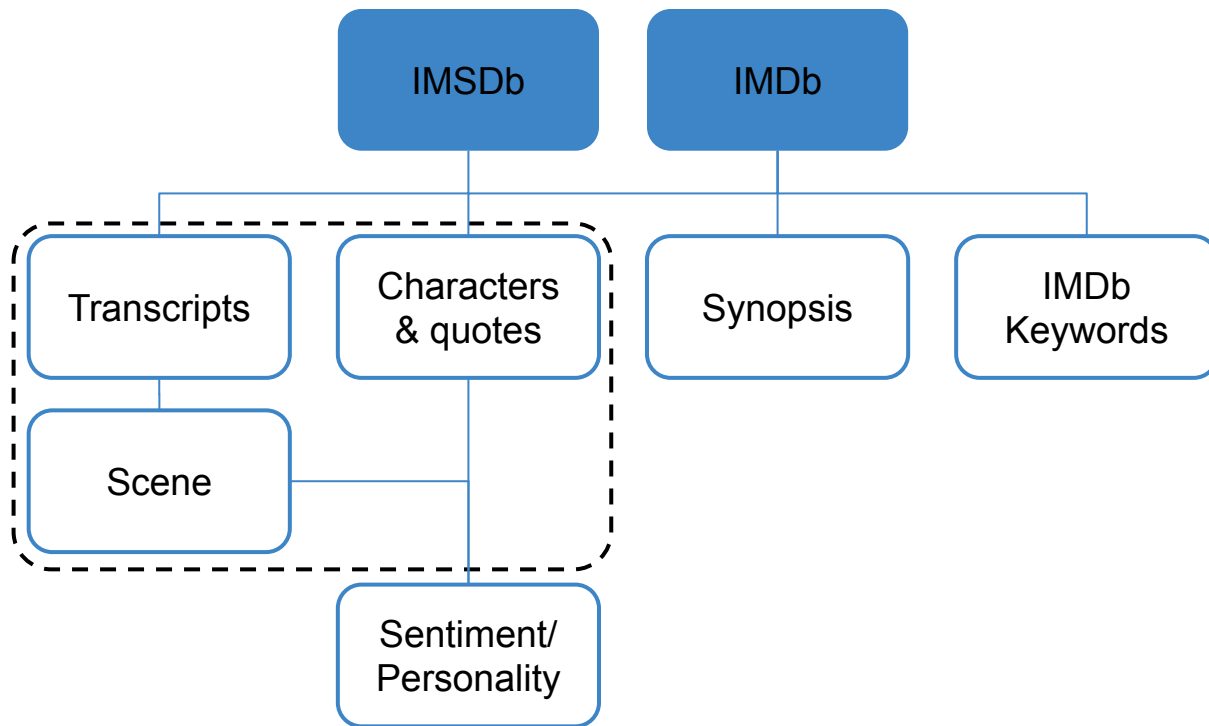 IMSDb
IMDb
Transcripts
Characters
& quotes
Synopsis
IMDb
Keywords
Scene
Sentiment/
Personality